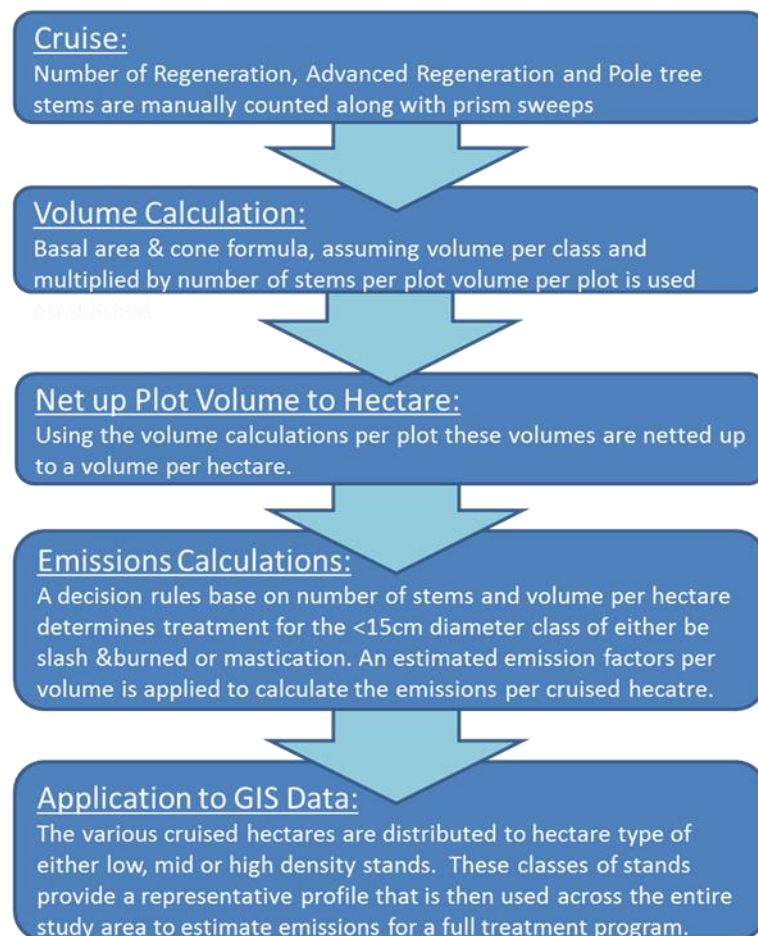 Cruise:
Number of Regeneration, Advanced Regeneration and Pole tree
stems are manually counted along with prism sweeps
Volume Calculation:
Basal area & cone formula, assuming volume per class and
multiplied by number of stems per plot volume per plot is used
established
Net up Plot Volume to Hectare:
Using the volume calculations per plot these volumes are netted up
to a volume per hectare.
Emissions Calculations:
A decision rules base on number of stems and volume per hectare
determines treatment for the <15cm diameter class of either be
slash &burned or mastication. An estimated emission factors per
volume is applied to calculate the emissions per cruised hecatre.
Application to GIS Data:
The various cruised hectares are distributed to hectare type of
either low, mid or high density stands. These classes of stands
provide a representative profile that is then used across the entire
study area to estimate emissions for a full treatment program.